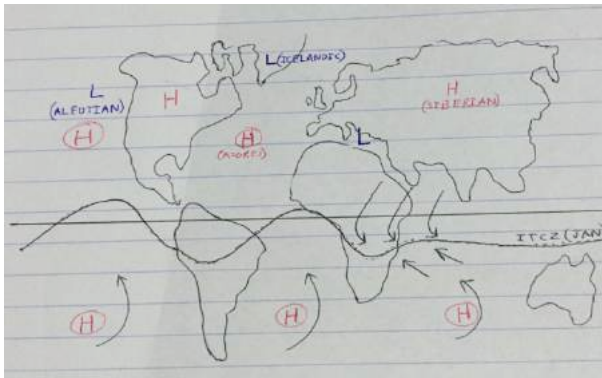 L (ICELANDIC)
L
(ALEUTIAN)
H
H
(SIBERIAN)
H
H
(AZORES)
L
ITCZ (JAN)
H
H
H